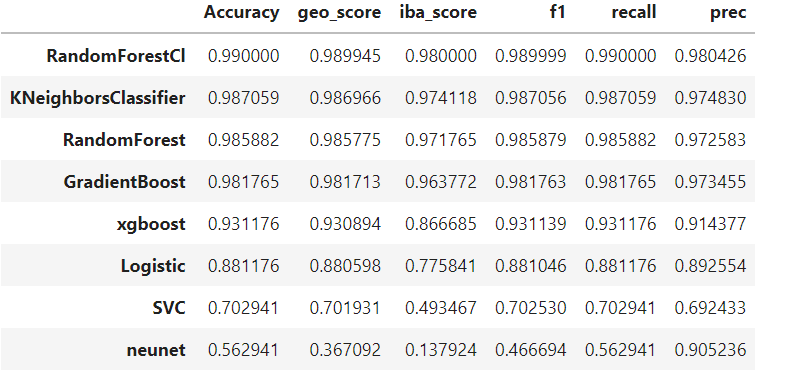 Accuracy geo_score iba_score f1 recall prec
RandomForestCl 0.990000 0.989945 0.980000 0.989999 0.990000 0.980426
KNeighborsClassifier 0.987059 0.986966 0.974118 0.987056 0.987059 0.974830
RandomForest 0.985882 0.985775 0.971765 0.985879 0.985882 0.972583
GradientBoost 0.981765 0.981713 0.963772 0.981763 0.981765 0.973455
xgboost 0.931176 0.930894 0.866685 0.931139 0.931176 0.914377
Logistic 0.881176 0.880598 0.775841 0.881046 0.881176 0.892554
SVC 0.702941 0.701931 0.493467 0.702530 0.702941 0.692433
neunet 0.562941 0.367092 0.137924 0.466694 0.562941 0.905236